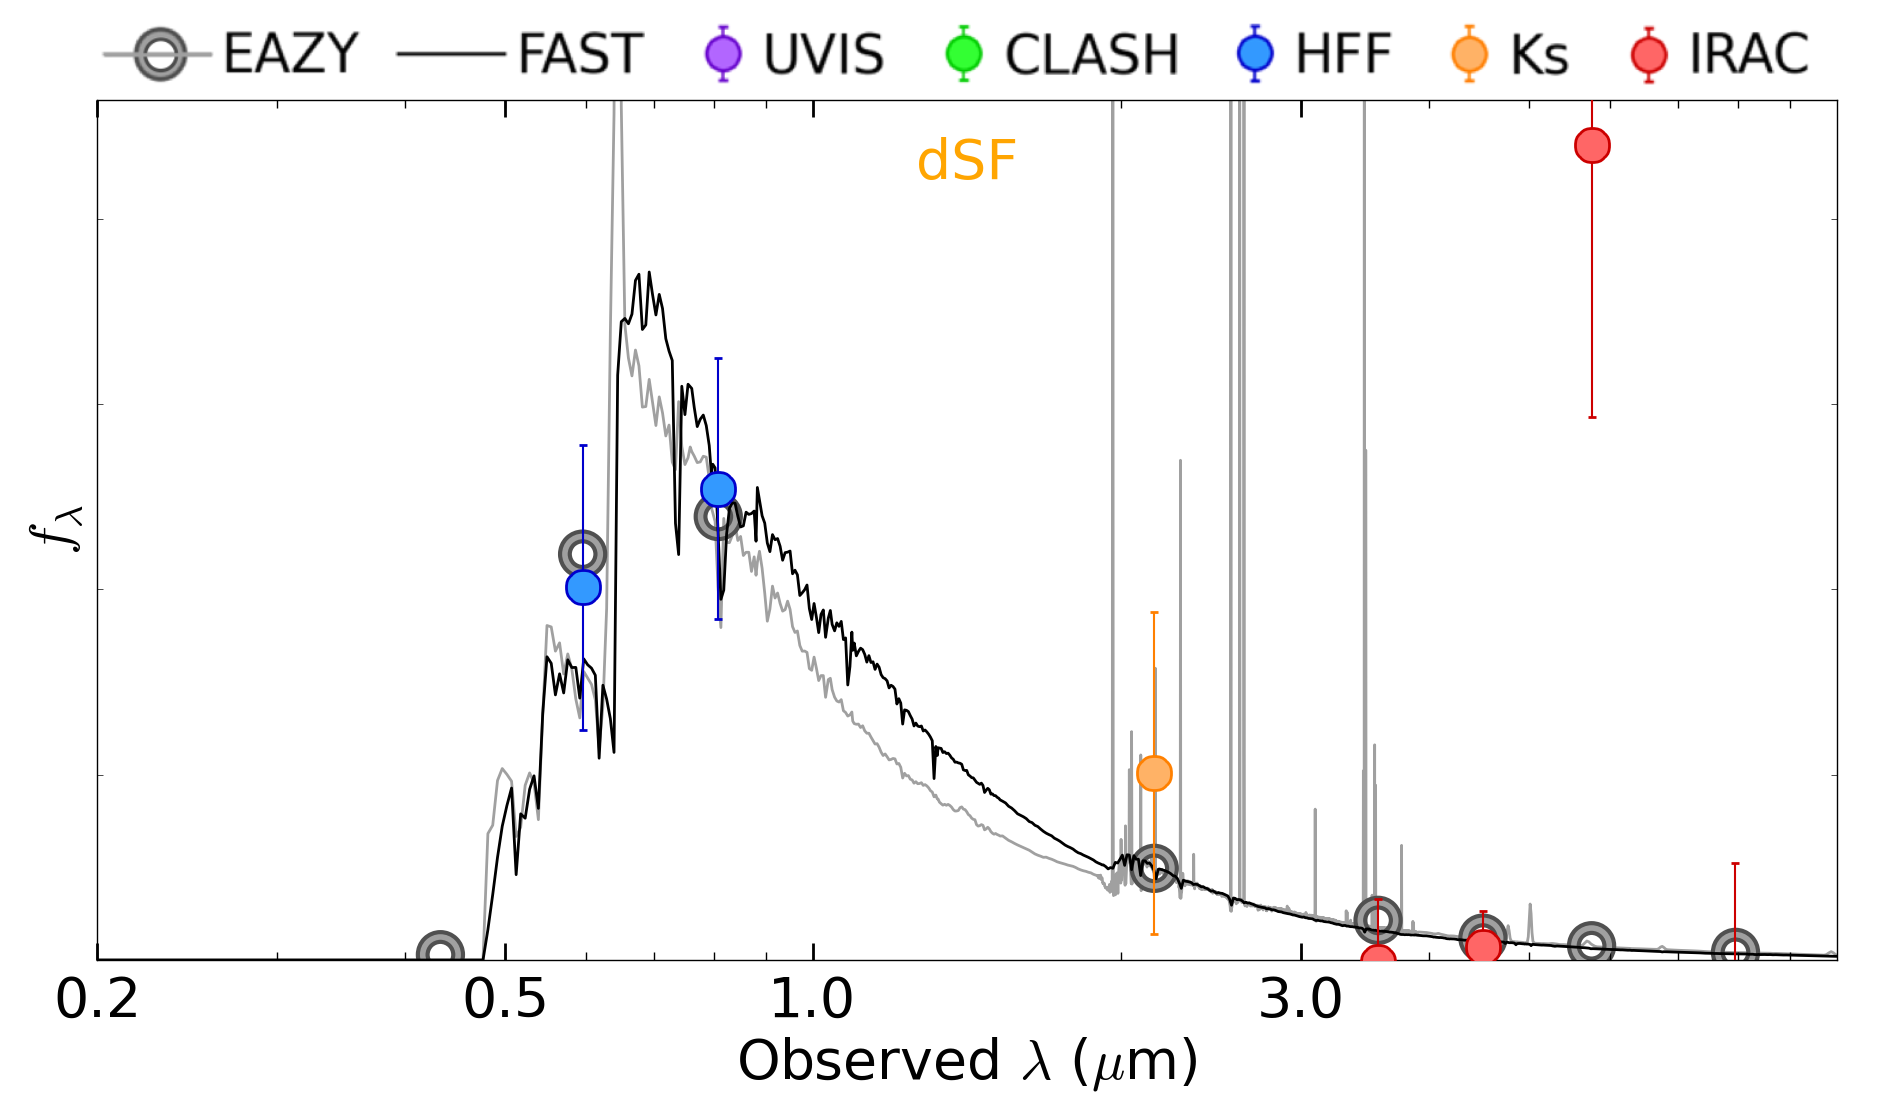 EAZY FAST UVIS CLASH HFF Ks IRAC
dSF
fλ
0.2 0.5 1.0 3.0
Observed λ (μm)